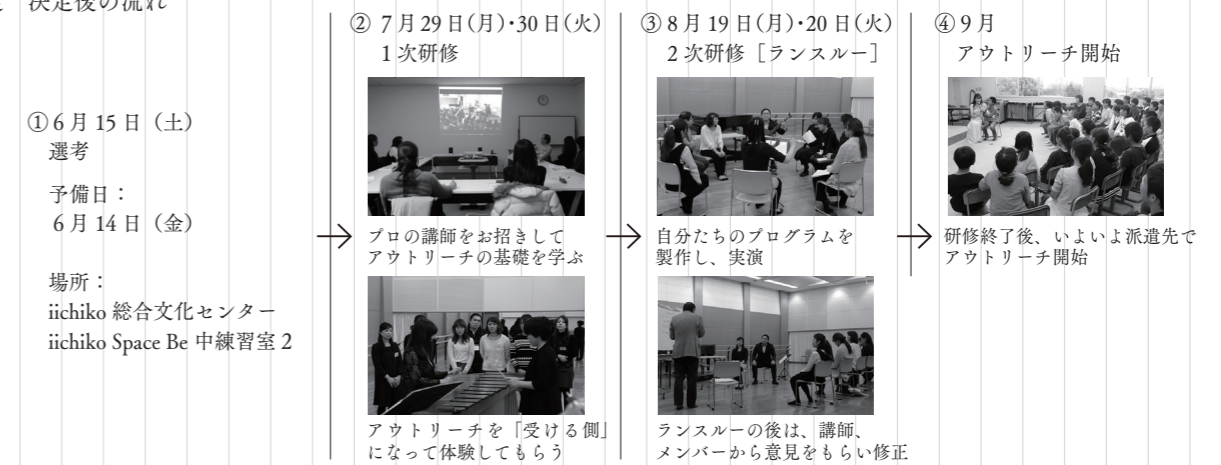 決定後の流れ
① 6月15日（土）
選考
予備日：
6月14日（金）
場所：
iichiko 総合文化センター
iichiko Space Be 中練習室 2
② 7月29日(月)・30日(火)
1次研修
プロの講師をお招きして
アウトリーチの基礎を学ぶ
アウトリーチを「受ける側」
になって体験してもらう
③ 8月19日(月)・20日(火)
2次研修［ランスルー］
自分たちのプログラムを
製作し、実演
ランスルーの後は、講師、
メンバーから意見をもらい修正
④ 9月
アウトリーチ開始
研修終了後、いよいよ派遣先で
アウトリーチ開始